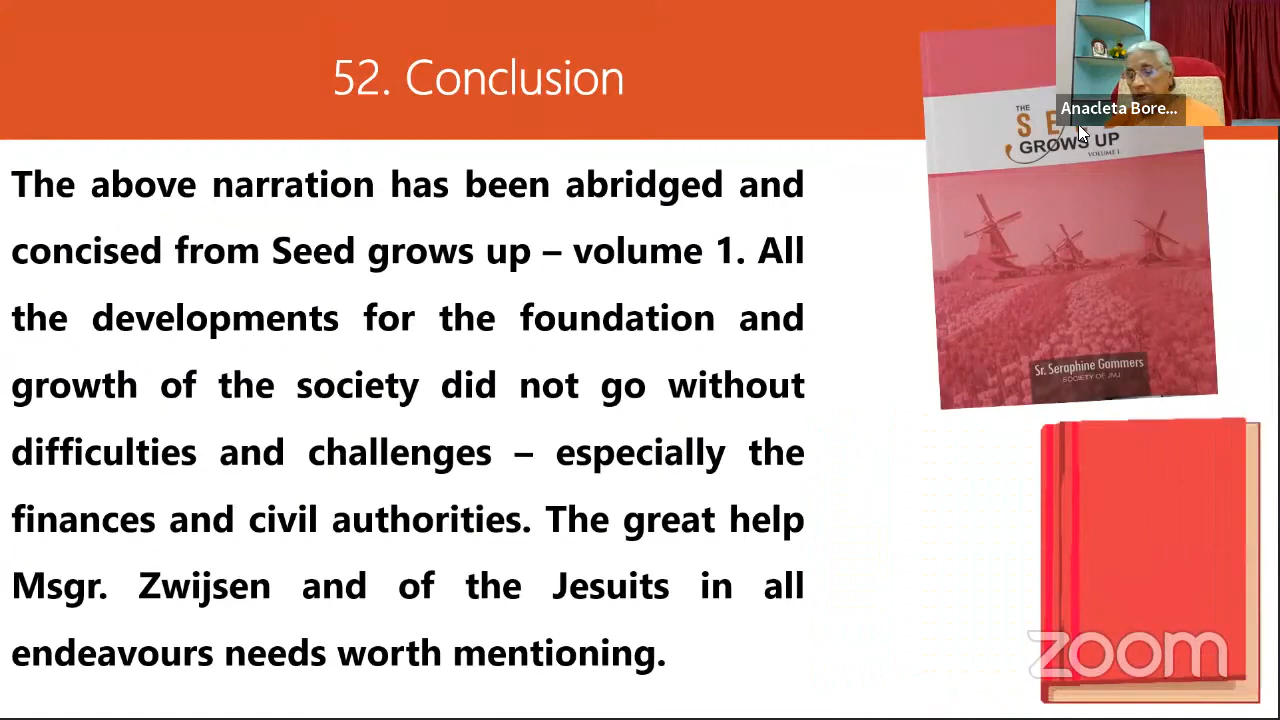 52. Conclusion
The above narration has been abridged and
concised from Seed grows up – volume 1. All
the developments for the foundation and
growth of the society did not go without
difficulties and challenges – especially the
finances and civil authorities. The great help
Msgr. Zwijsen and of the Jesuits in all
endeavours needs worth mentioning.
Anacleta Bore...
THE
GROWS UP
VOLUME 1
Sr. Seraphine Gommers
SOCIETY OF JMJ
zoom